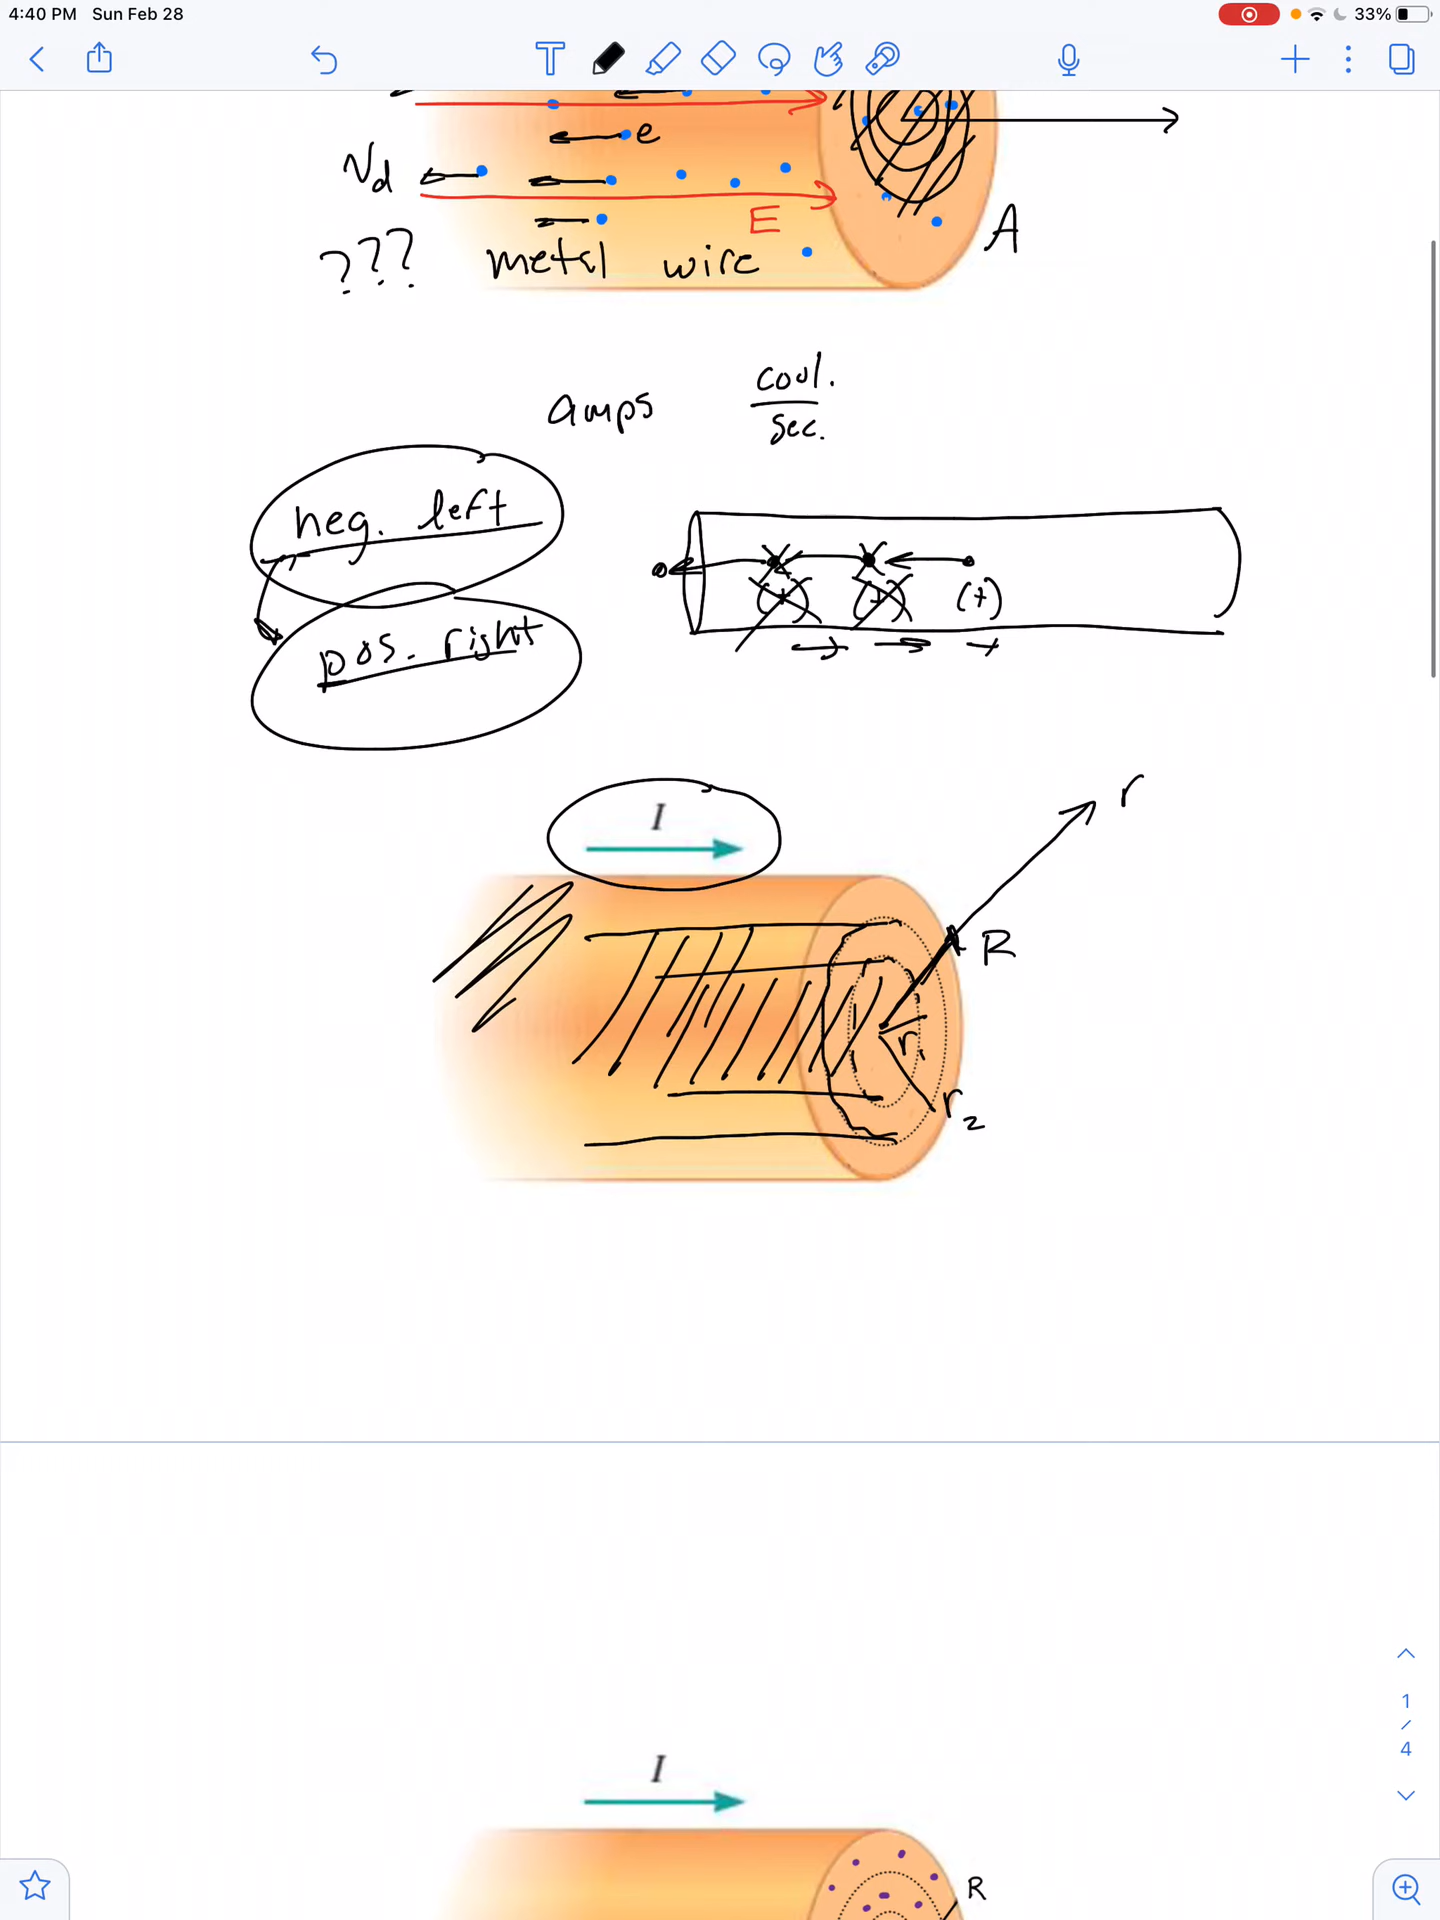 4:40 PM Sun Feb 28
33%
T
e
Vd
E
A
??? metal wire
amps
coul.
sec.
neg. left
(+) (+) (+)
pos. right
I
r
R
r1
r2
1
/
4
I
R